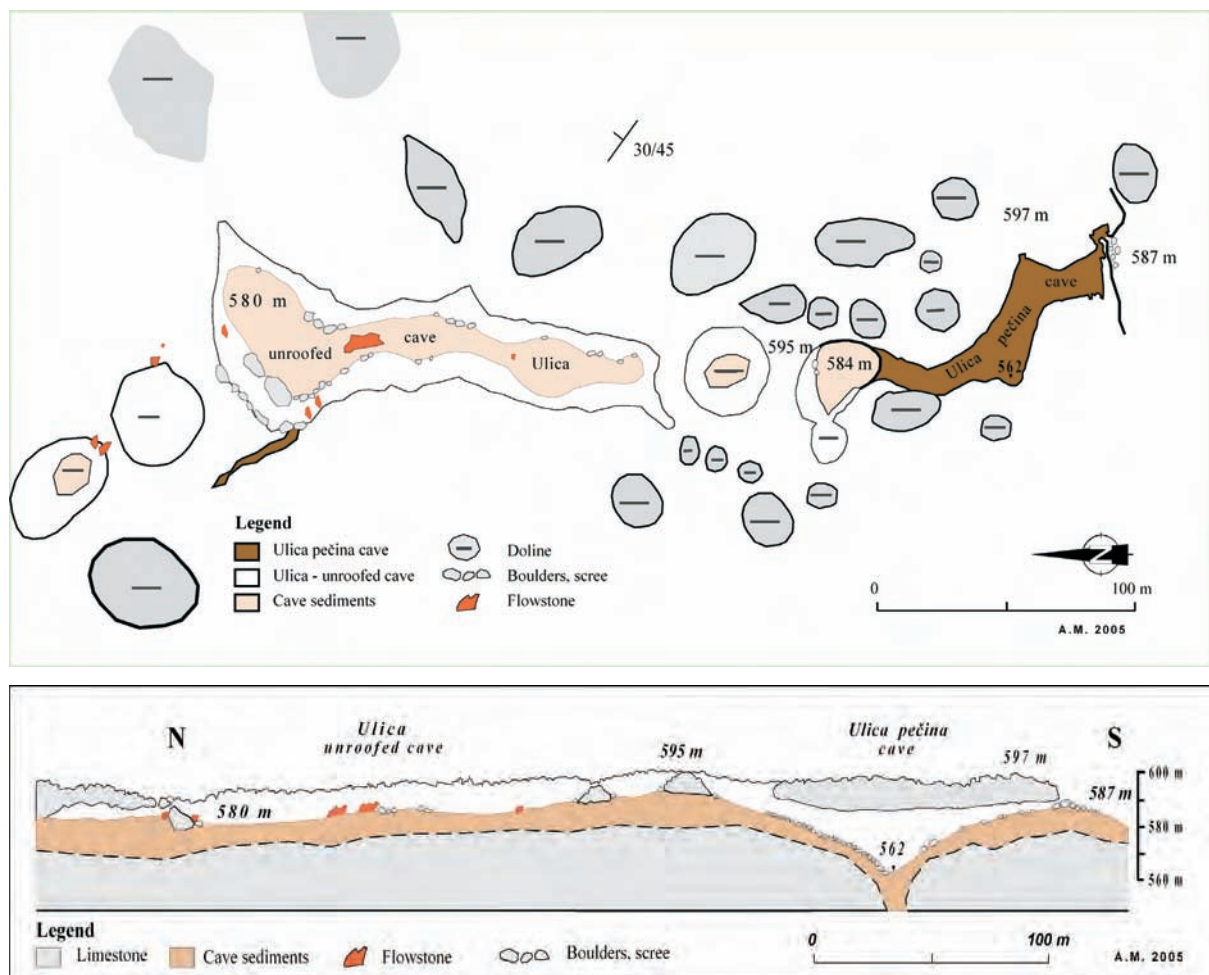 30/45
597 m
587 m
580 m
unroofed cave Ulica
595 m
584 m
Ulica pečina cave
562
Legend
Ulica pečina cave
Ulica - unroofed cave
Cave sediments
Doline
Boulders, scree
Flowstone
N
0 100 m
A.M. 2005
N
Ulica
unroofed cave
595 m
Ulica pečina
cave
597 m
S
600 m
587 m
580 m
580 m
562
560 m
Legend
Limestone
Cave sediments
Flowstone
Boulders, scree
0 100 m
A.M. 2005